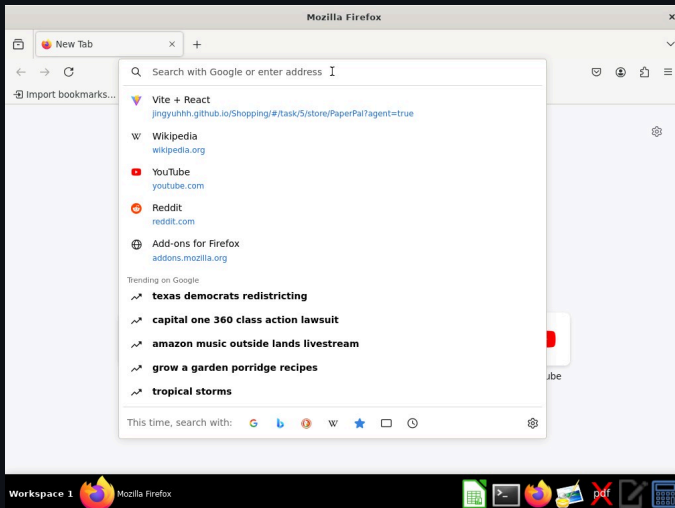 Mozilla Firefox
New Tab
Search with Google or enter address
Import bookmarks...
Vite + React
jingyuhhh.github.io/Shopping/#/task/5/store/PaperPal?agent=true
Wikipedia
wikipedia.org
YouTube
youtube.com
Reddit
reddit.com
Add-ons for Firefox
addons.mozilla.org
Trending on Google
texas democrats redistricting
capital one 360 class action lawsuit
amazon music outside lands livestream
grow a garden porridge recipes
ube
tropical storms
This time, search with:
Workspace 1
Mozilla Firefox
pdf